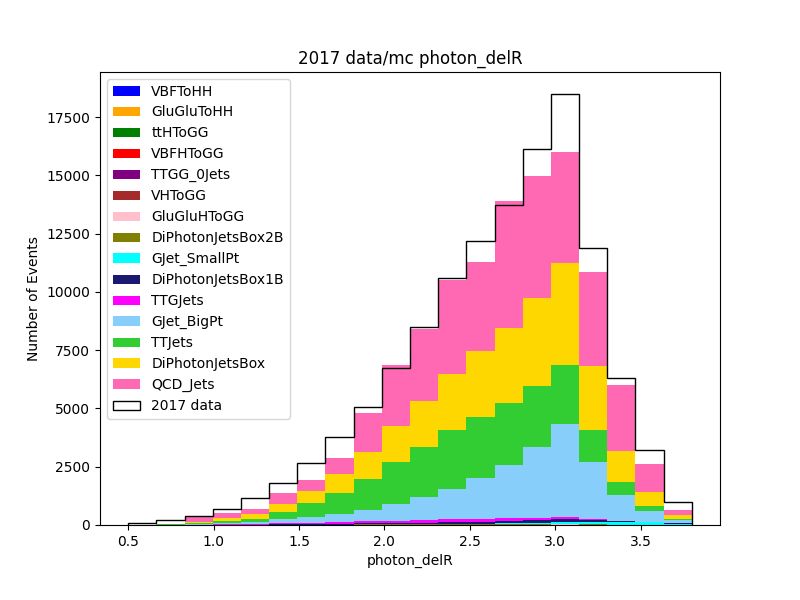 2017 data/mc photon_delR
VBFToHH
GluGluToHH
ttHToGG
VBFHToGG
TTGG_0Jets
VHToGG
GluGluHToGG
DiPhotonJetsBox2B
GJet_SmallPt
DiPhotonJetsBox1B
TTGJets
GJet_BigPt
TTJets
DiPhotonJetsBox
QCD_Jets
2017 data
Number of Events
17500
15000
12500
10000
7500
5000
2500
0
0.5 1.0 1.5 2.0 2.5 3.0 3.5
photon_delR